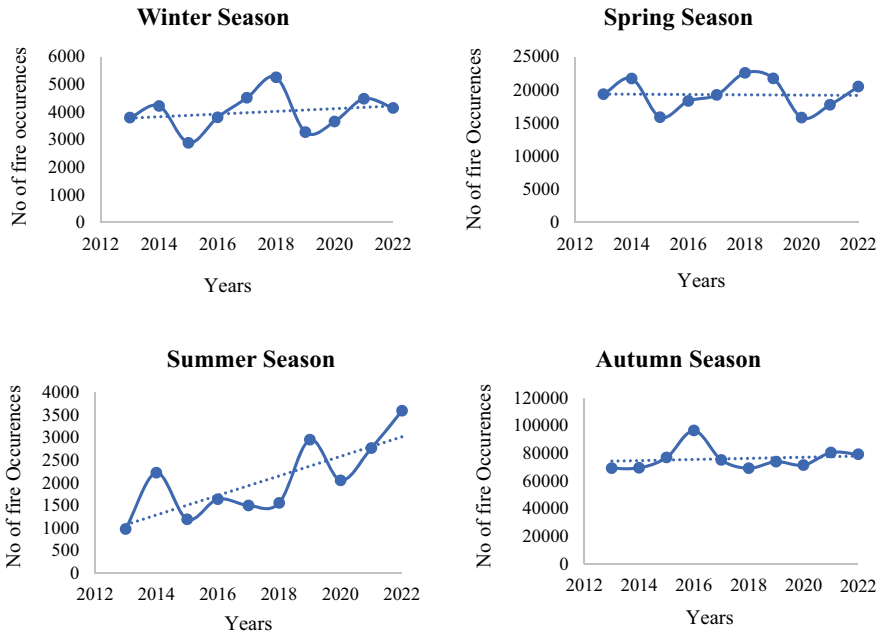 Winter Season
No of fire occurences
6000
5000
4000
3000
2000
1000
0
2012 2014 2016 2018 2020 2022
Years
Spring Season
No of fire Occurences
25000
20000
15000
10000
5000
0
2012 2014 2016 2018 2020 2022
Years
Summer Season
No of fire Occurences
4000
3500
3000
2500
2000
1500
1000
500
0
2012 2014 2016 2018 2020 2022
Years
Autumn Season
No of fire Occurences
120000
100000
80000
60000
40000
20000
0
2012 2014 2016 2018 2020 2022
Years